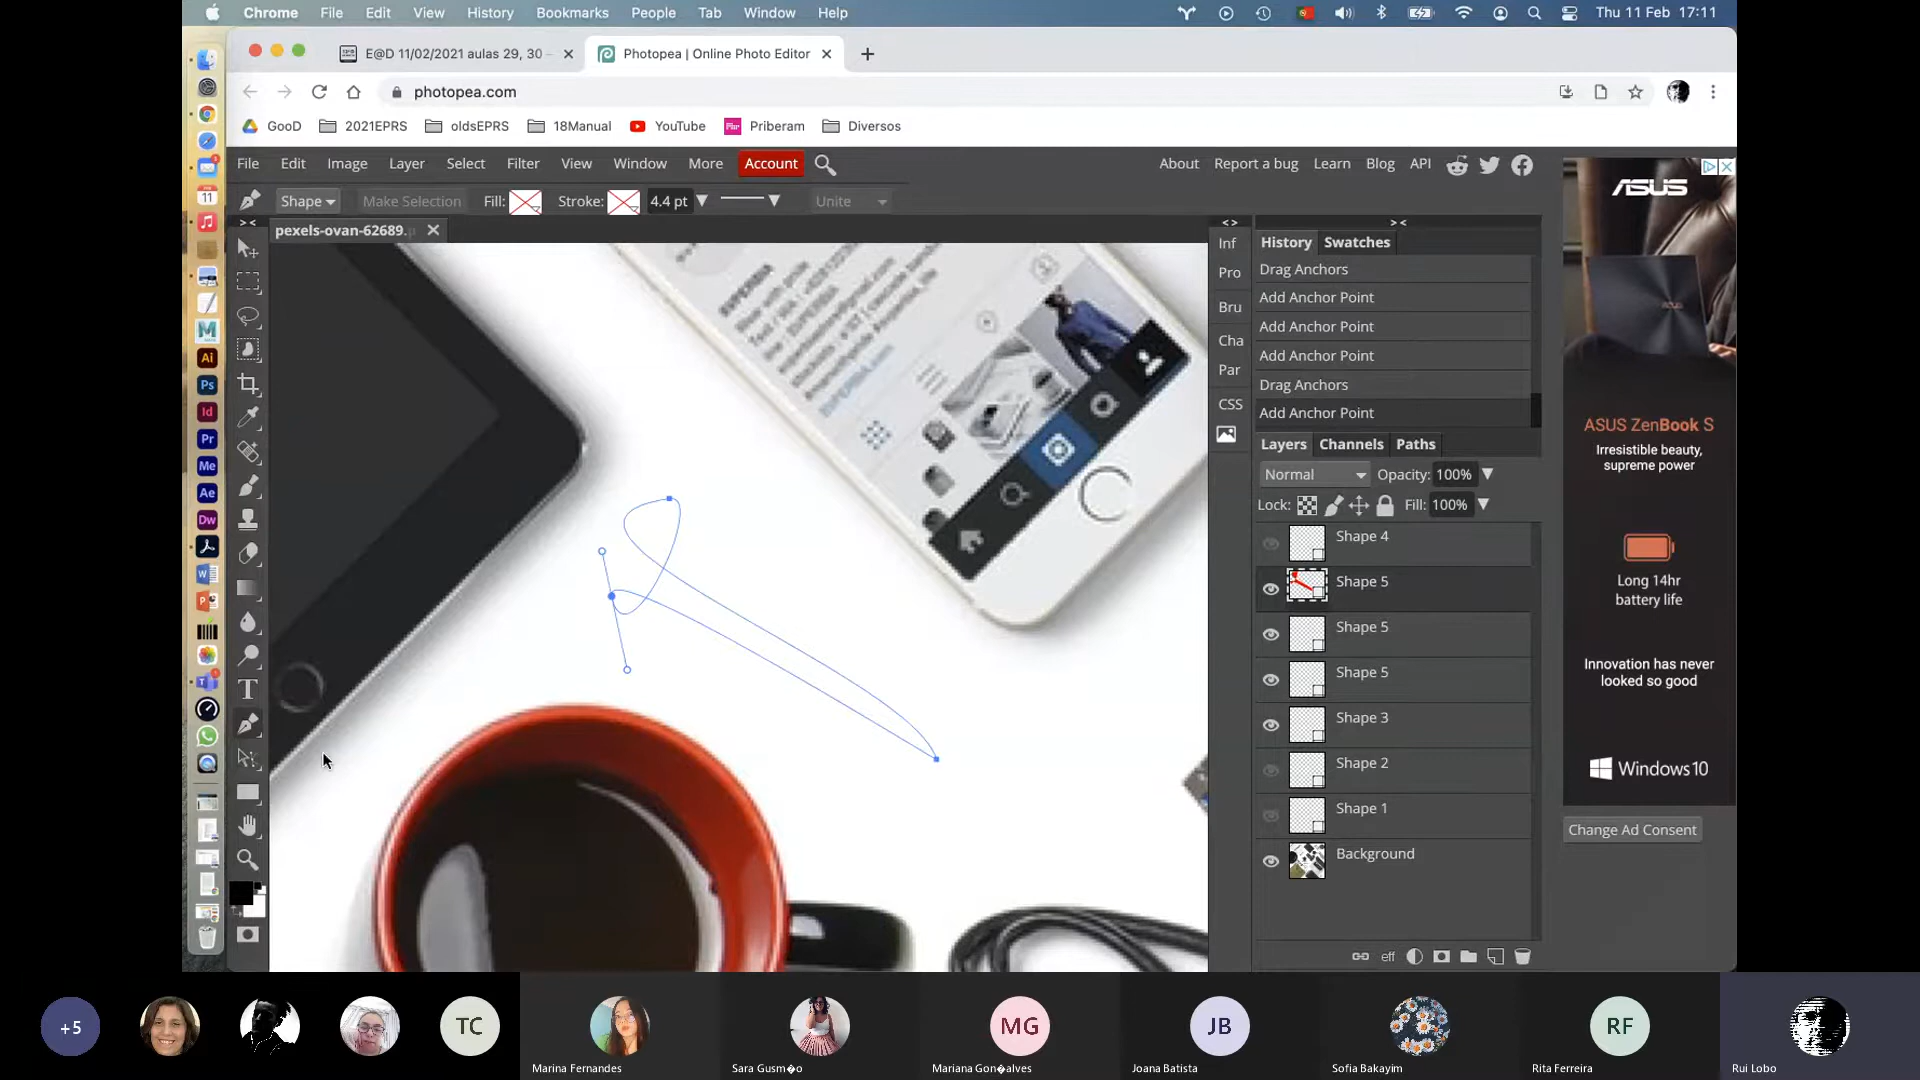 Chrome File Edit View History Bookmarks People Tab Window Help Thu 11 Feb 17:11
E@D 11/02/2021 aulas 29, 30 Photopea | Online Photo Editor
photopea.com
GooD 2021EPRS oldsEPRS 18Manual YouTube Priberam Diversos
File Edit Image Layer Select Filter View Window More Account About Report a bug Learn Blog API
Shape Make Selection Fill: Stroke: 4.4 pt Unite
pexels-ovan-62689.
Inf
Pro
Bru
Cha
Par
CSS
History Swatches
Drag Anchors
Add Anchor Point
Add Anchor Point
Add Anchor Point
Drag Anchors
Add Anchor Point
Layers Channels Paths
Normal Opacity: 100%
Lock: Fill: 100%
Shape 4
Shape 5
Shape 5
Shape 5
Shape 3
Shape 2
Shape 1
Background
eff
ASUS
ASUS ZenBook S
Irresistible beauty,
supreme power
Long 14hr
battery life
Innovation has never
looked so good
Windows 10
Change Ad Consent
Ai
Ps
Id
Pr
Me
Ae
Dw
+5
TC
MG
JB
RF
Marina Fernandes
Sara Gusm�o
Mariana Gon�alves
Joana Batista
Sofia Bakayim
Rita Ferreira
Rui Lobo